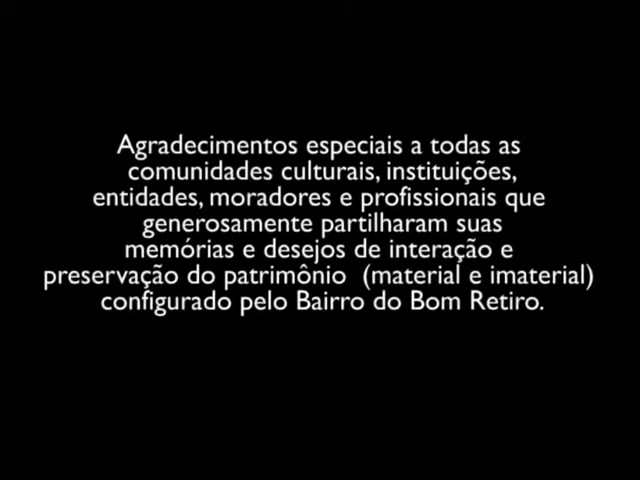 Agradecimentos especiais a todas as
comunidades culturais, instituições,
entidades, moradores e profissionais que
generosamente partilharam suas
memórias e desejos de interação e
preservação do patrimônio (material e imaterial)
configurado pelo Bairro do Bom Retiro.